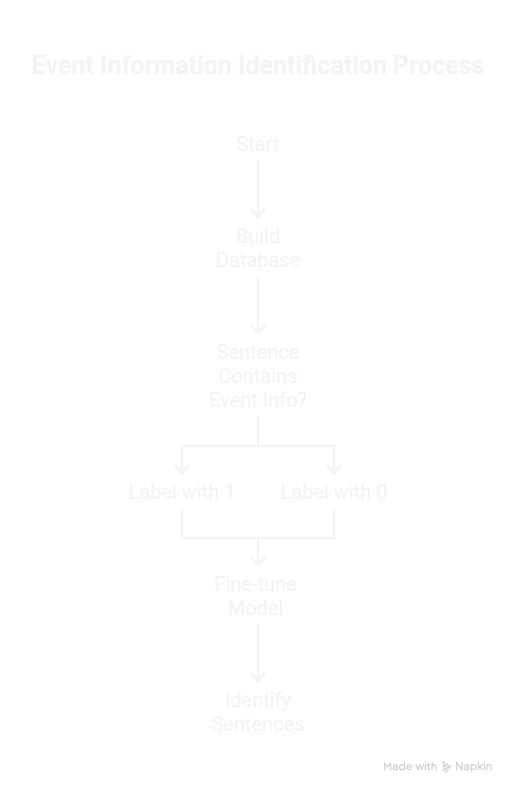 Event Information Identification Process
Start
Build
Database
Sentence
Contains
Event Info?
Label with 1
Label with 0
Fine-tune
Model
Identify
Sentences
Made with Napkin